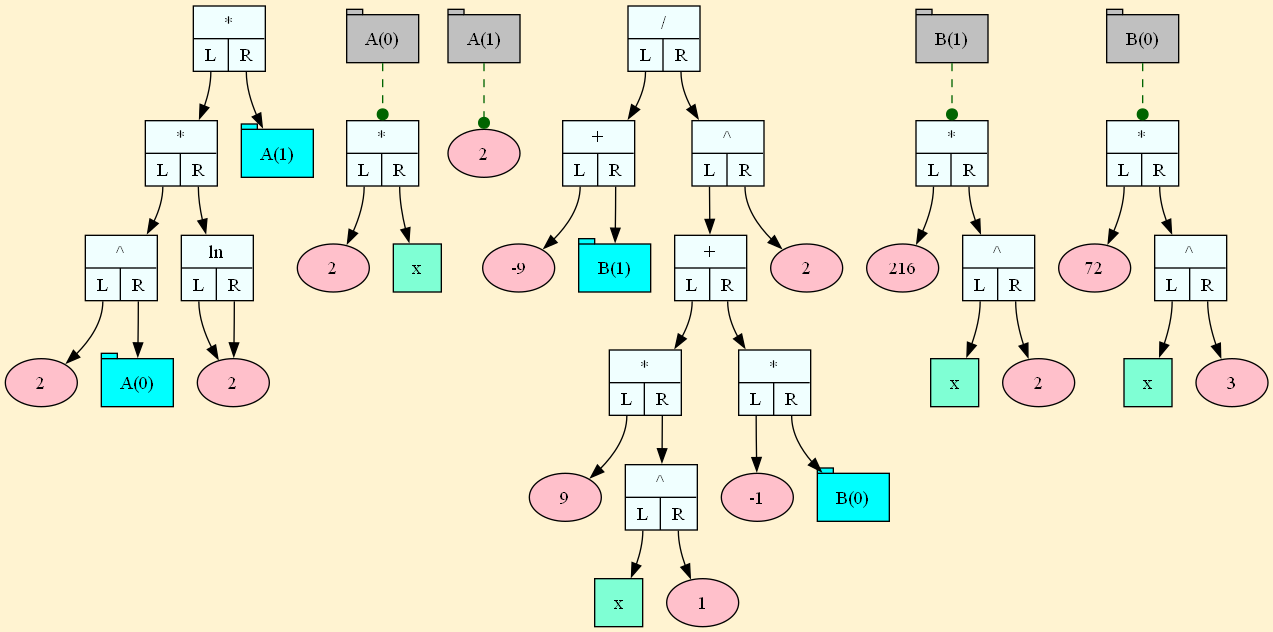 * A(0) A(1) / B(1) B(0)
L R L R
* A(1) * 2 + ^ * *
L R L R L R L R L R L R
^ ln 2 x -9 B(1) + 2 216 ^ 72 ^
L R L R L R L R L R
2 A(0) 2 * * x 2 x 3
L R L R
9 ^ -1 B(0)
L R
x 1